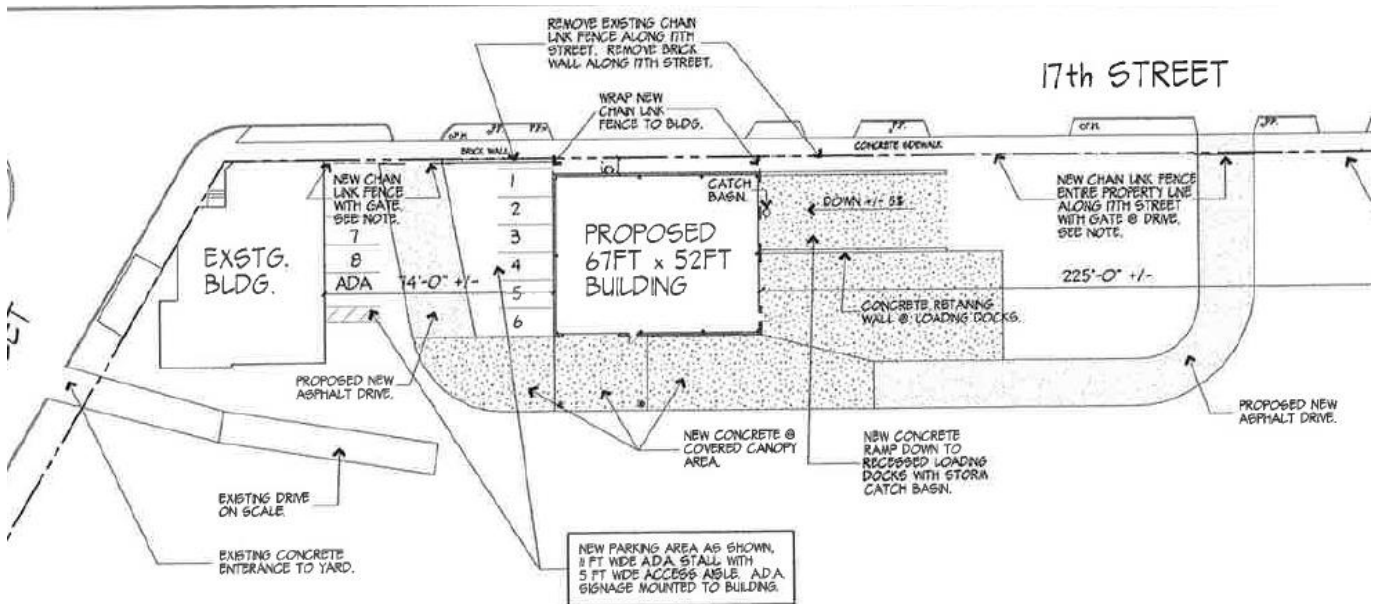 REMOVE EXISTING CHAIN
LINK FENCE ALONG 17TH
STREET. REMOVE BRICK
WALL ALONG 17TH STREET.
17th STREET
WRAP NEW
CHAIN LINK
FENCE TO BLDG.
O.P.H.
P.P.
BRICK WALL
P.P.
CONCRETE SIDEWALK
O.P.H.
P.P.
NEW CHAIN LINK
FENCE
WITH GATE.
SEE NOTE.
1
2
3
4
5
6
7
8
ADA
74'-0" +/-
EXSTG.
BLDG.
PROPOSED
67FT x 52FT
BUILDING
CATCH
BASIN.
DOWN +/- 5%
NEW CHAIN LINK FENCE
ENTIRE PROPERTY LINE
ALONG 17TH STREET
WITH GATE @ DRIVE.
SEE NOTE.
225'-0" +/-
CONCRETE RETANING
WALL @ LOADING DOCKS.
PROPOSED NEW
ASPHALT DRIVE.
PROPOSED NEW
ASPHALT DRIVE.
NEW CONCRETE @
COVERED CANOPY
AREA.
NEW CONCRETE
RAMP DOWN TO
RECESSED LOADING
DOCKS WITH STORM
CATCH BASIN.
EXISTING DRIVE
ON SCALE.
EXISTING CONCRETE
ENTERANCE TO YARD.
NEW PARKING AREA AS SHOWN,
11 FT WIDE A.D.A. STALL WITH
5 FT WIDE ACCESS AISLE. A.D.A.
SIGNAGE MOUNTED TO BUILDING.